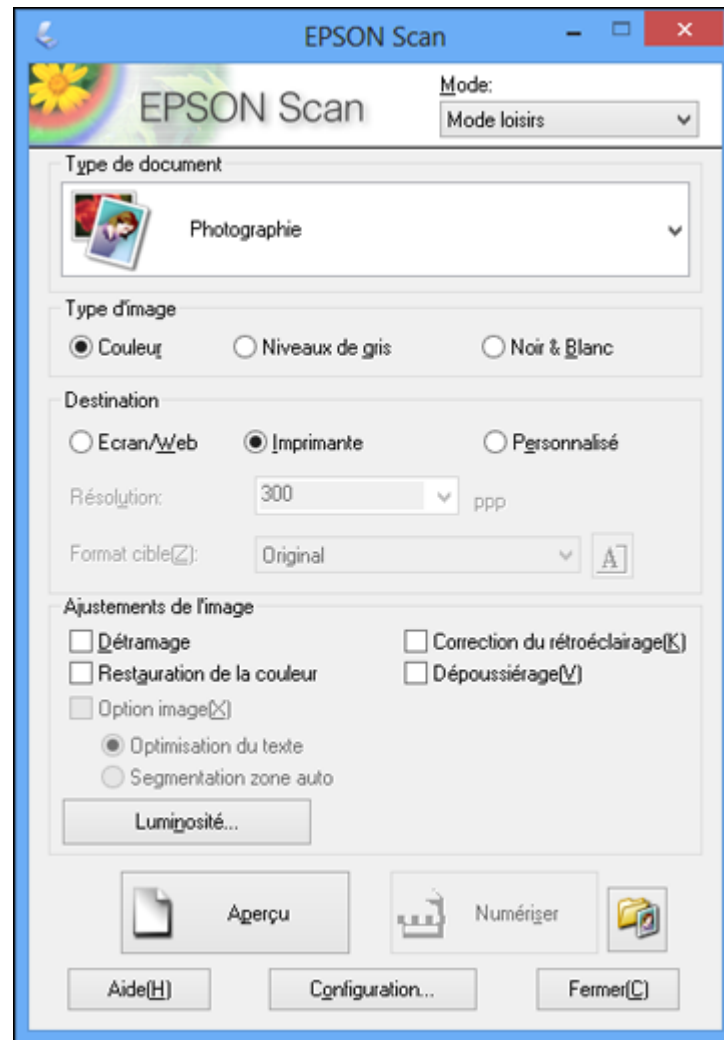 EPSON Scan
EPSON Scan
Mode:
Mode loisirs
Type de document
Photographie
Type d'image
Couleur
Niveaux de gris
Noir & Blanc
Destination
Ecran/Web
Imprimante
Personnalisé
Résolution:
300
ppp
Format cible(Z):
Original
A
Ajustements de l'image
Détramage
Correction du rétroéclairage(K)
Restauration de la couleur
Dépoussiérage(V)
Option image(X)
Optimisation du texte
Segmentation zone auto
Luminosité...
Aperçu
Numériser
Aide(H)
Configuration...
Fermer(C)